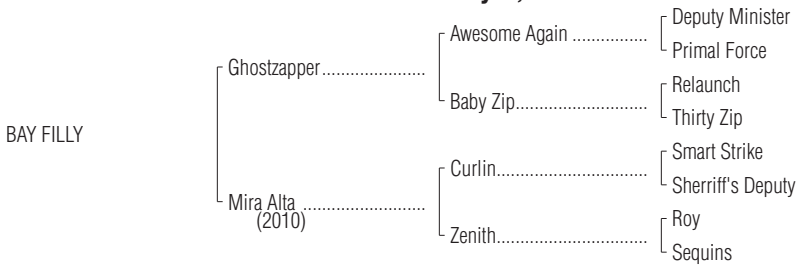 Deputy Minister
Awesome Again ................
Primal Force
Ghostzapper......................
Relaunch
Baby Zip............................
Thirty Zip
BAY FILLY
Smart Strike
Curlin................................
Sherriff's Deputy
Mira Alta ..........................
(2010)
Roy
Zenith................................
Sequins